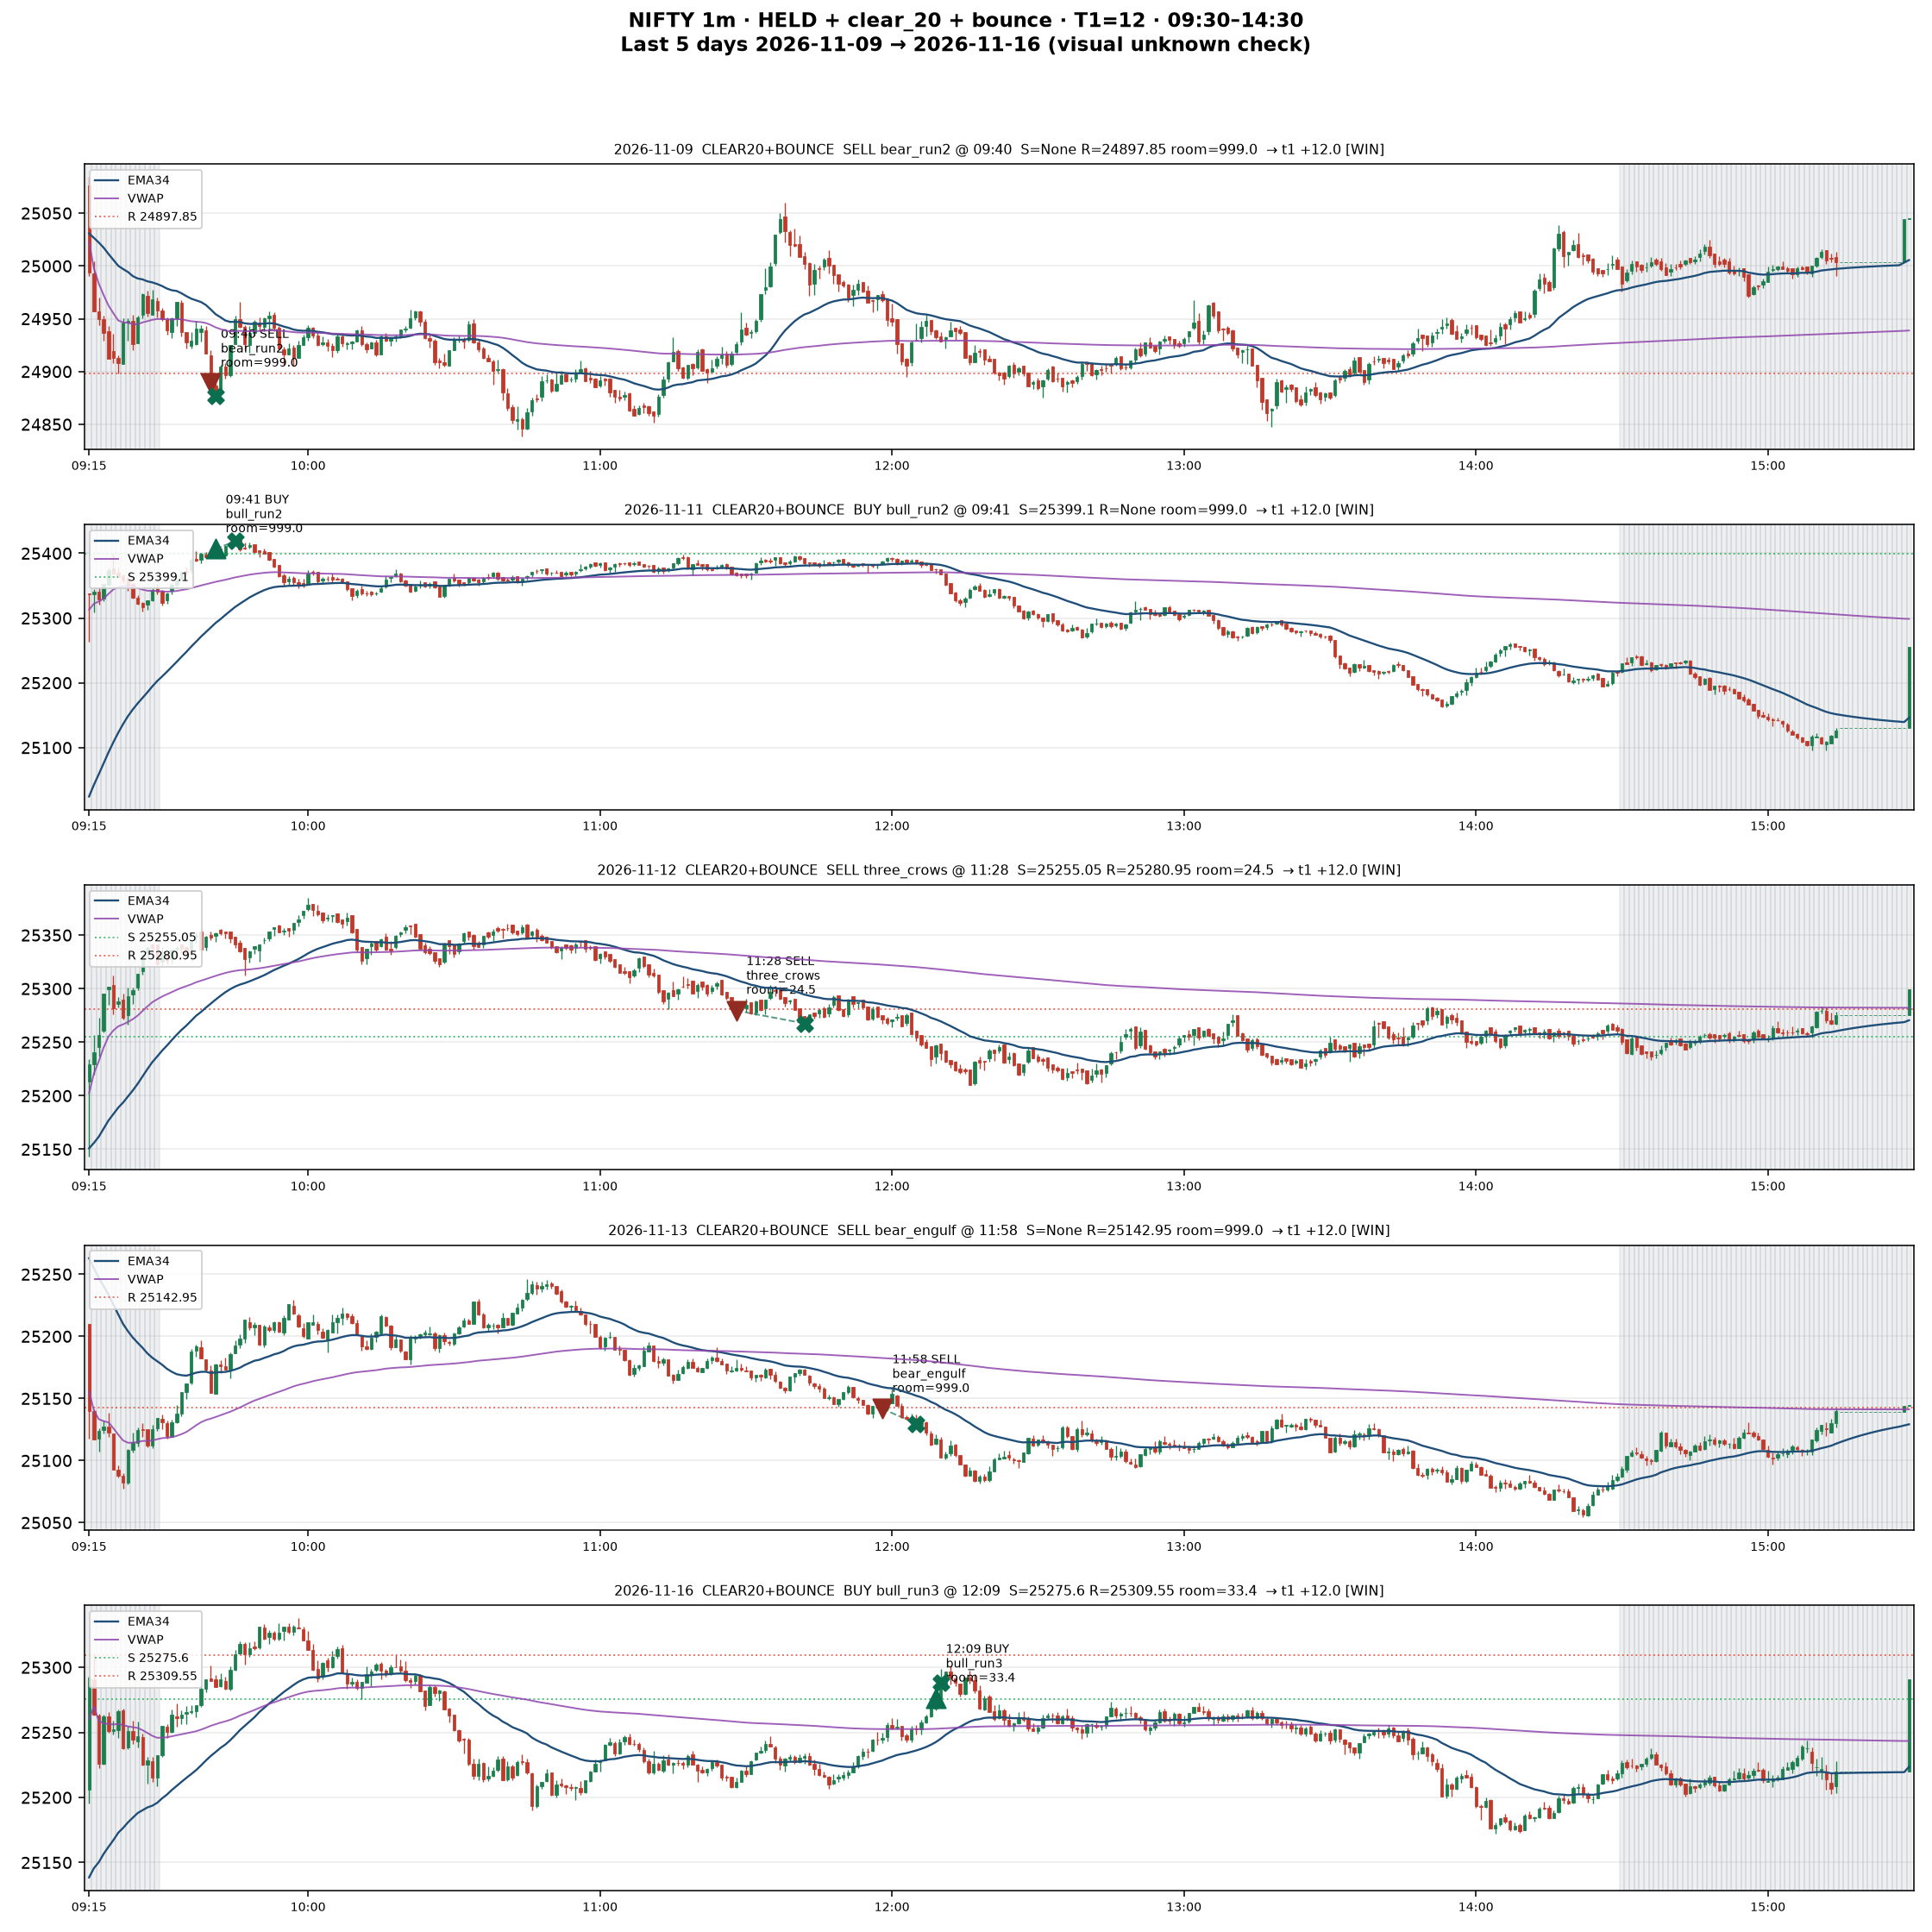 NIFTY 1m · HELD + clear_20 + bounce · T1=12 · 09:30–14:30
Last 5 days 2026-11-09 → 2026-11-16 (visual unknown check)
2026-11-09  CLEAR20+BOUNCE  SELL bear_run2 @ 09:40  S=None R=24897.85 room=999.0  → t1 +12.0 [WIN]
EMA34
VWAP
R 24897.85
25050
25000
24950
24900
24850
09:40 SELL
bear_run2
room=999.0
09:15
10:00
11:00
12:00
13:00
14:00
15:00
2026-11-11  CLEAR20+BOUNCE  BUY bull_run2 @ 09:41  S=25399.1 R=None room=999.0  → t1 +12.0 [WIN]
09:41 BUY
bull_run2
room=999.0
EMA34
VWAP
S 25399.1
25400
25300
25200
25100
09:15
10:00
11:00
12:00
13:00
14:00
15:00
2026-11-12  CLEAR20+BOUNCE  SELL three_crows @ 11:28  S=25255.05 R=25280.95 room=24.5  → t1 +12.0 [WIN]
EMA34
VWAP
S 25255.05
R 25280.95
25350
25300
25250
25200
25150
11:28 SELL
three_crows
room=24.5
09:15
10:00
11:00
12:00
13:00
14:00
15:00
2026-11-13  CLEAR20+BOUNCE  SELL bear_engulf @ 11:58  S=None R=25142.95 room=999.0  → t1 +12.0 [WIN]
EMA34
VWAP
R 25142.95
25250
25200
25150
25100
25050
11:58 SELL
bear_engulf
room=999.0
09:15
10:00
11:00
12:00
13:00
14:00
15:00
2026-11-16  CLEAR20+BOUNCE  BUY bull_run3 @ 12:09  S=25275.6 R=25309.55 room=33.4  → t1 +12.0 [WIN]
EMA34
VWAP
S 25275.6
R 25309.55
25300
25250
25200
25150
12:09 BUY
bull_run3
room=33.4
09:15
10:00
11:00
12:00
13:00
14:00
15:00